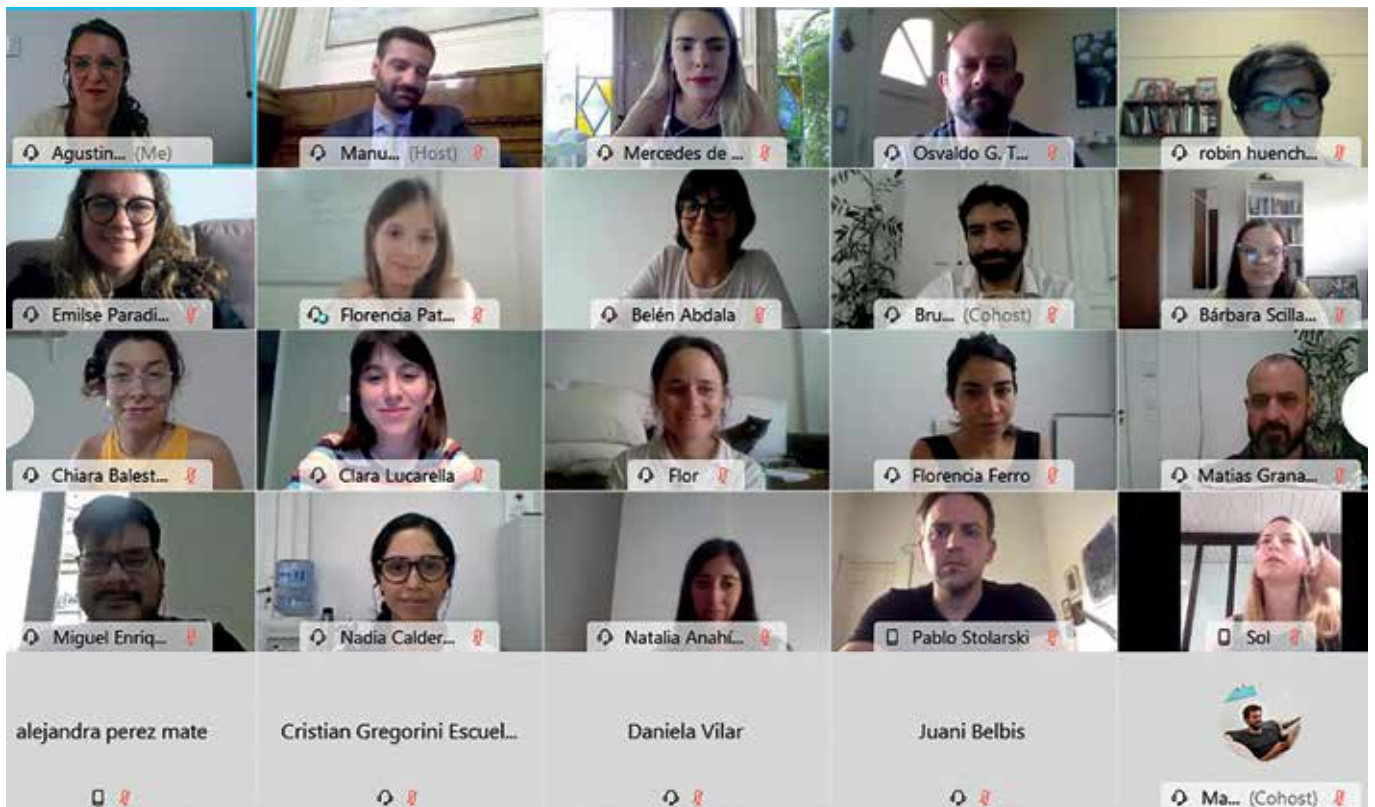 Agustin... (Me)
Manu... (Host)
Mercedes de ...
Osvaldo G. T...
robin huench...
Emilse Paradi...
Florencia Pat...
Belén Abdala
Bru... (Cohost)
Bárbara Scilla...
Chiara Balest...
Clara Lucarella
Flor
Florencia Ferro
Matias Grana...
Miguel Enriq...
Nadia Calder...
Natalia Anahí...
Pablo Stolarski
Sol
alejandra perez mate
Cristian Gregorini Escuel...
Daniela Vilar
Juani Belbis
Ma... (Cohost)